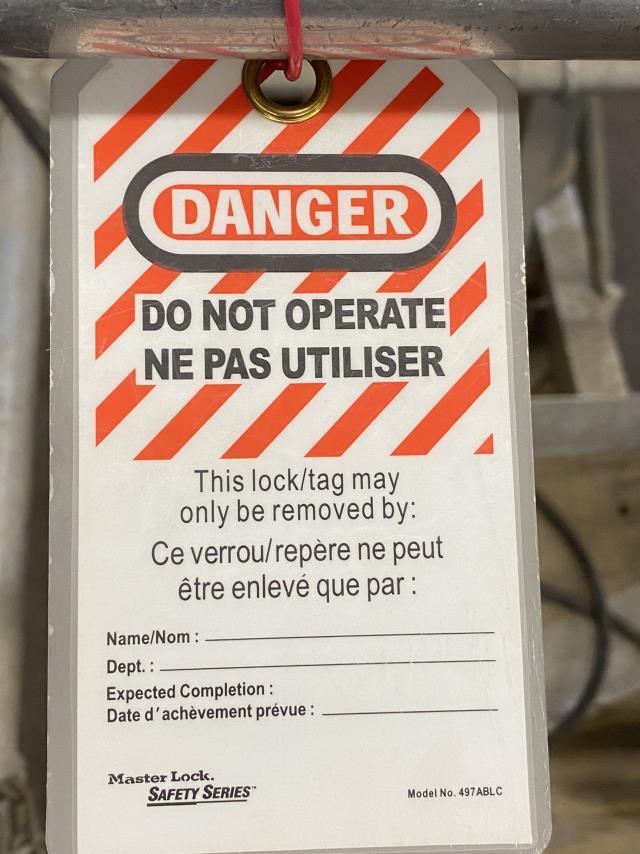 DANGER
DO NOT OPERATE
NE PAS UTILISER
This lock/tag may
only be removed by:
Ce verrou/repère ne peut
être enlevé que par :
Name/Nom :
Dept. :
Expected Completion :
Date d'achèvement prévue :
Master Lock.
SAFETY SERIES™
Model No. 497ABLC